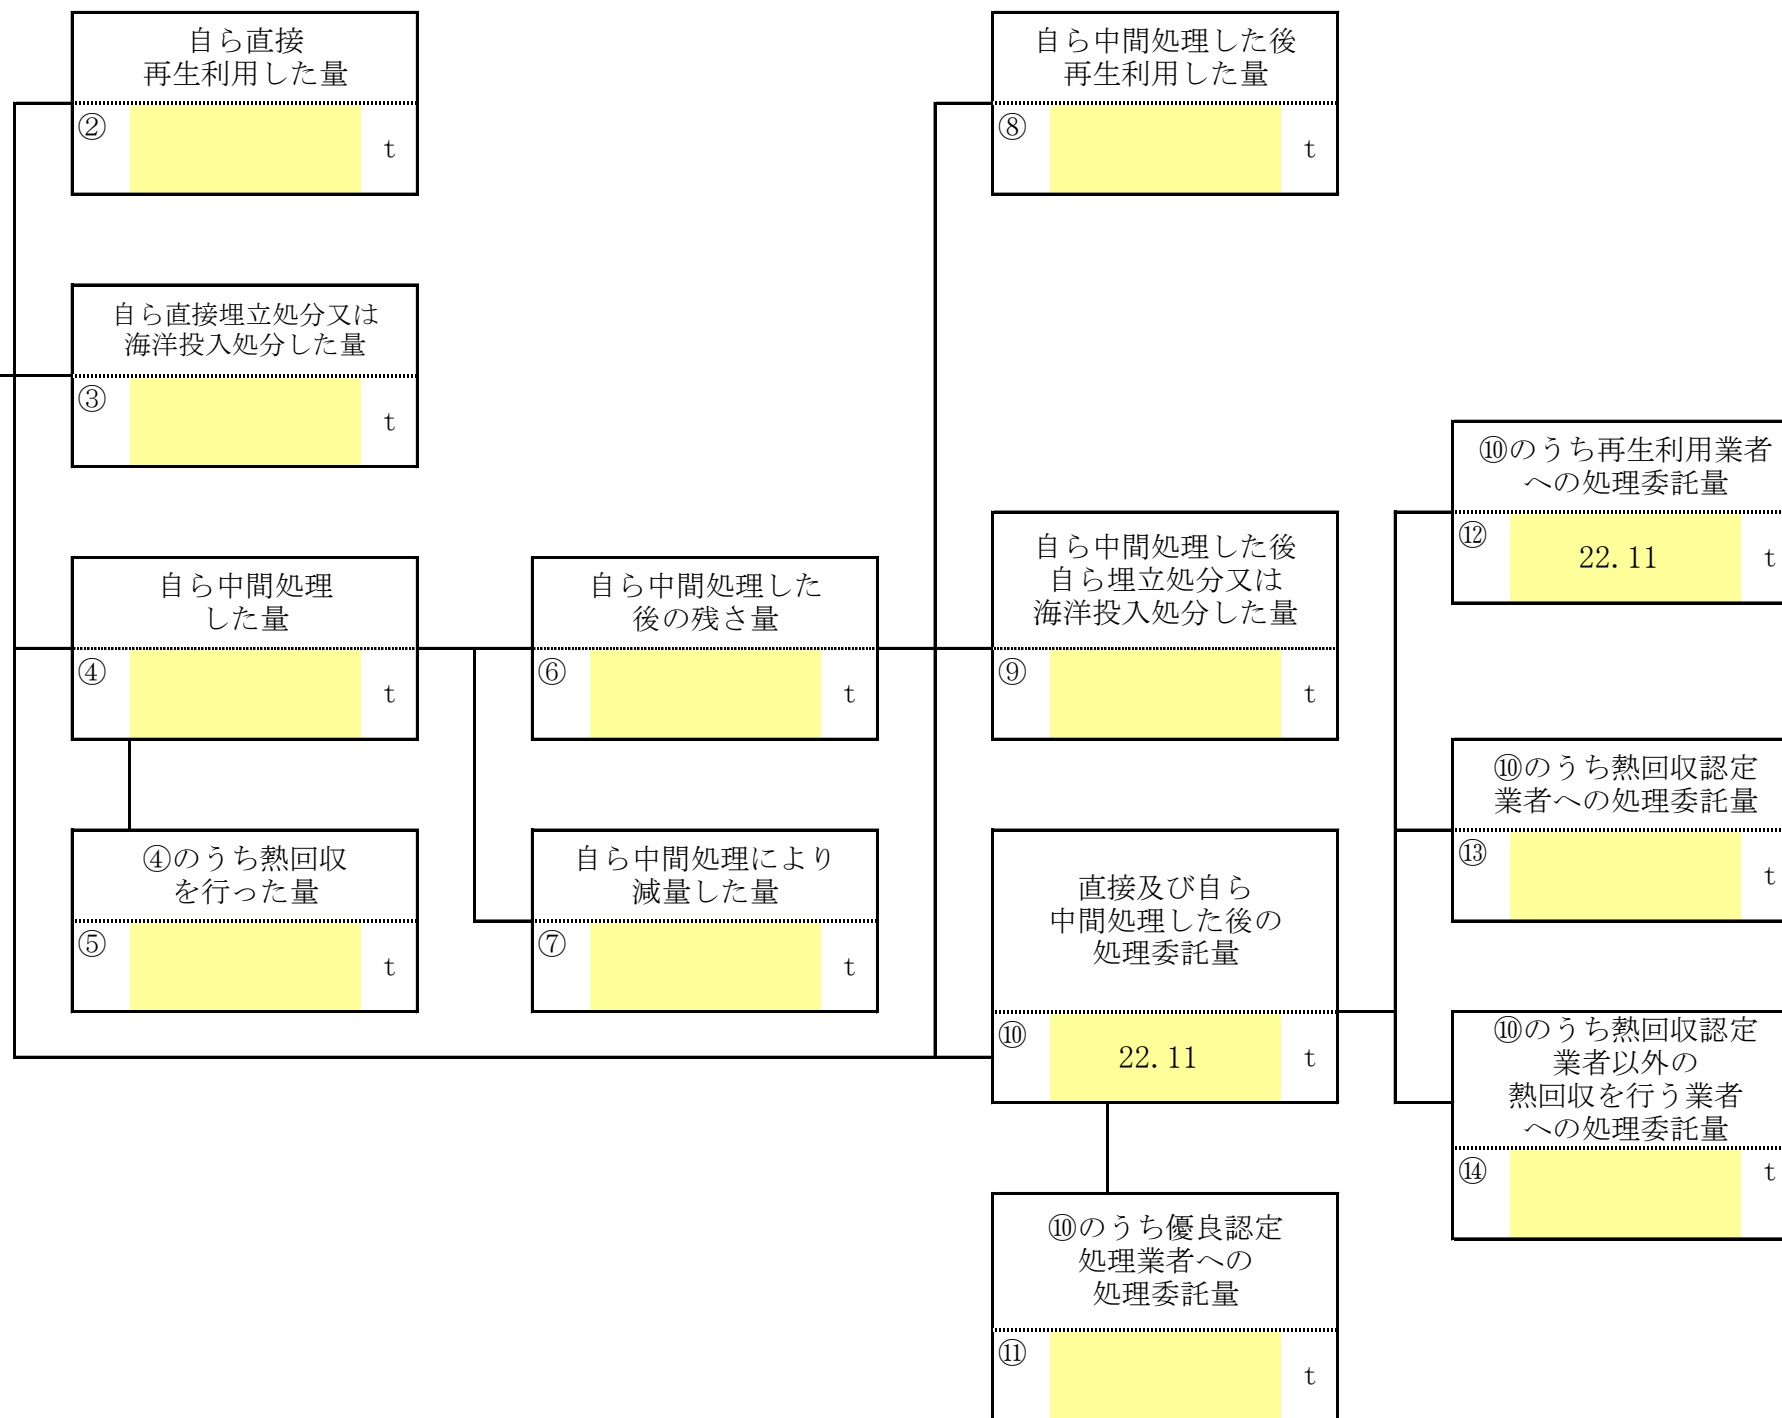 自ら直接
再生利用した量
②
t
自ら中間処理した後
再生利用した量
⑧
t
自ら直接埋立処分又は
海洋投入処分した量
③
t
⑩のうち再生利用業者
への処理委託量
⑫
22.11 t
自ら中間処理
した量
④
t
自ら中間処理した
後の残さ量
⑥
t
自ら中間処理した後
自ら埋立処分又は
海洋投入処分した量
⑨
t
⑩のうち熱回収認定
業者への処理委託量
⑬
t
④のうち熱回収
を行った量
⑤
t
自ら中間処理により
減量した量
⑦
t
直接及び自ら
中間処理した後の
処理委託量
⑩
22.11 t
⑩のうち熱回収認定
業者以外の
熱回収を行う業者
への処理委託量
⑭
t
⑩のうち優良認定
処理業者への
処理委託量
⑪
t